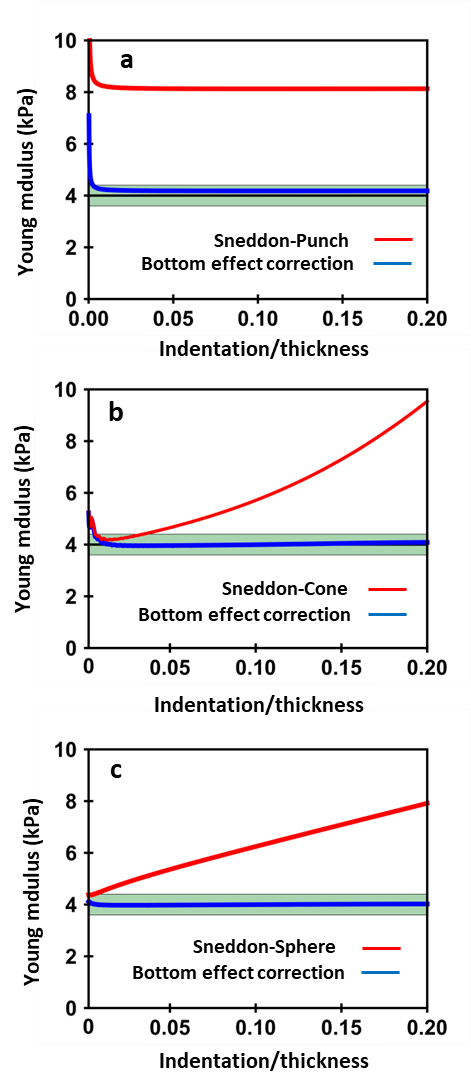 a
10
8
6
4
2
0
Young mdulus (kPa)
Sneddon-Punch
Bottom effect correction
0.00 0.05 0.10 0.15 0.20
Indentation/thickness
b
10
8
6
4
2
0
Young mdulus (kPa)
Sneddon-Cone
Bottom effect correction
0 0.05 0.10 0.15 0.20
Indentation/thickness
c
10
8
6
4
2
0
Young mdulus (kPa)
Sneddon-Sphere
Bottom effect correction
0 0.05 0.10 0.15 0.20
Indentation/thickness